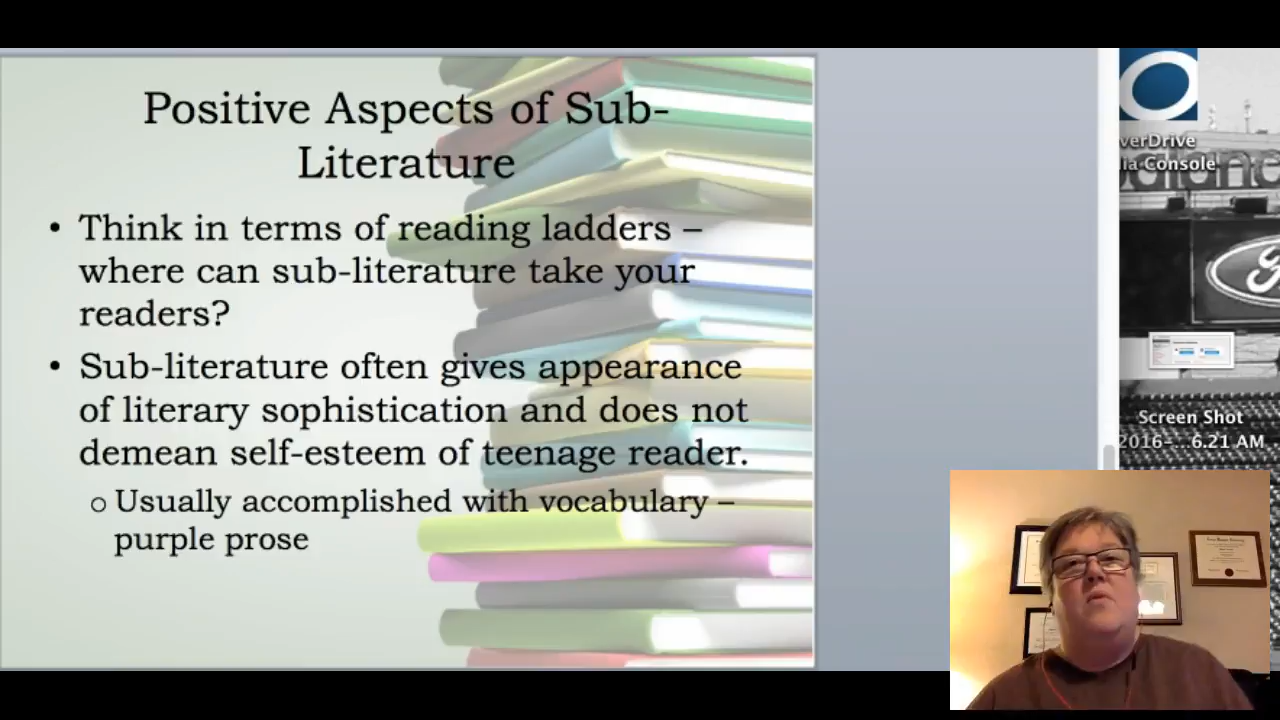 Positive Aspects of Sub-
Literature
• Think in terms of reading ladders –
where can sub-literature take your
readers?
• Sub-literature often gives appearance
of literary sophistication and does not
demean self-esteem of teenage reader.
o Usually accomplished with vocabulary –
purple prose
verDrive
ia Console
Screen Shot
2016-...6.21 AM